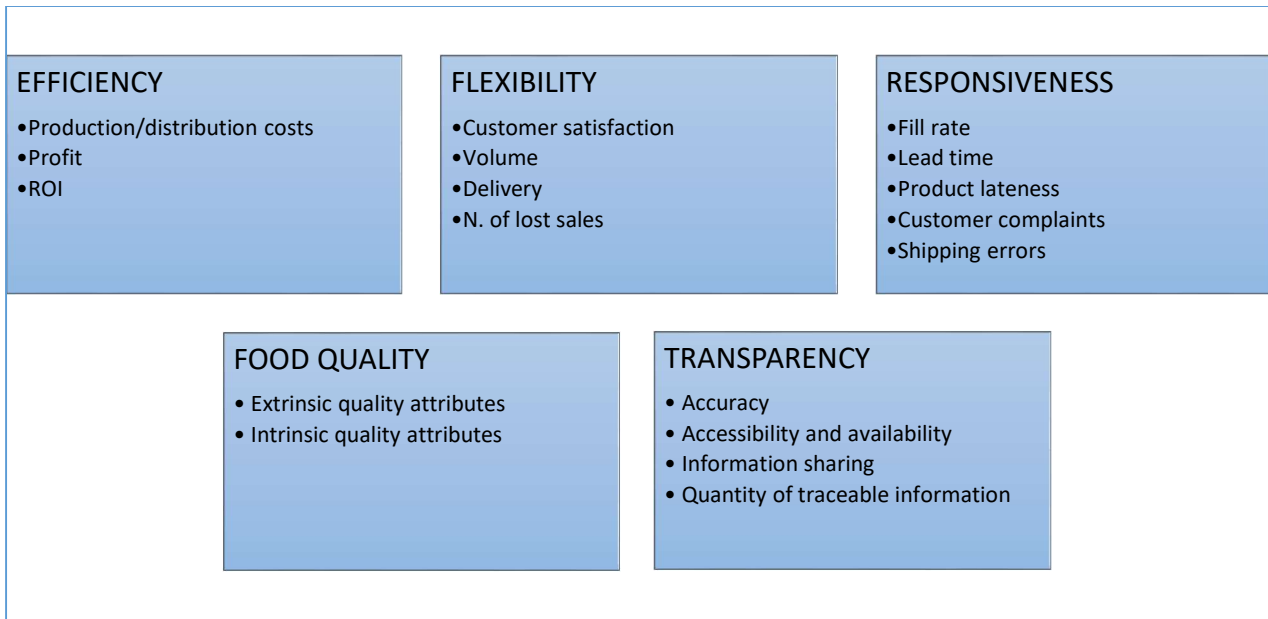 EFFICIENCY
•Production/distribution costs
•Profit
•ROI
FLEXIBILITY
•Customer satisfaction
•Volume
•Delivery
•N. of lost sales
RESPONSIVENESS
•Fill rate
•Lead time
•Product lateness
•Customer complaints
•Shipping errors
FOOD QUALITY
• Extrinsic quality attributes
• Intrinsic quality attributes
TRANSPARENCY
• Accuracy
• Accessibility and availability
• Information sharing
• Quantity of traceable information